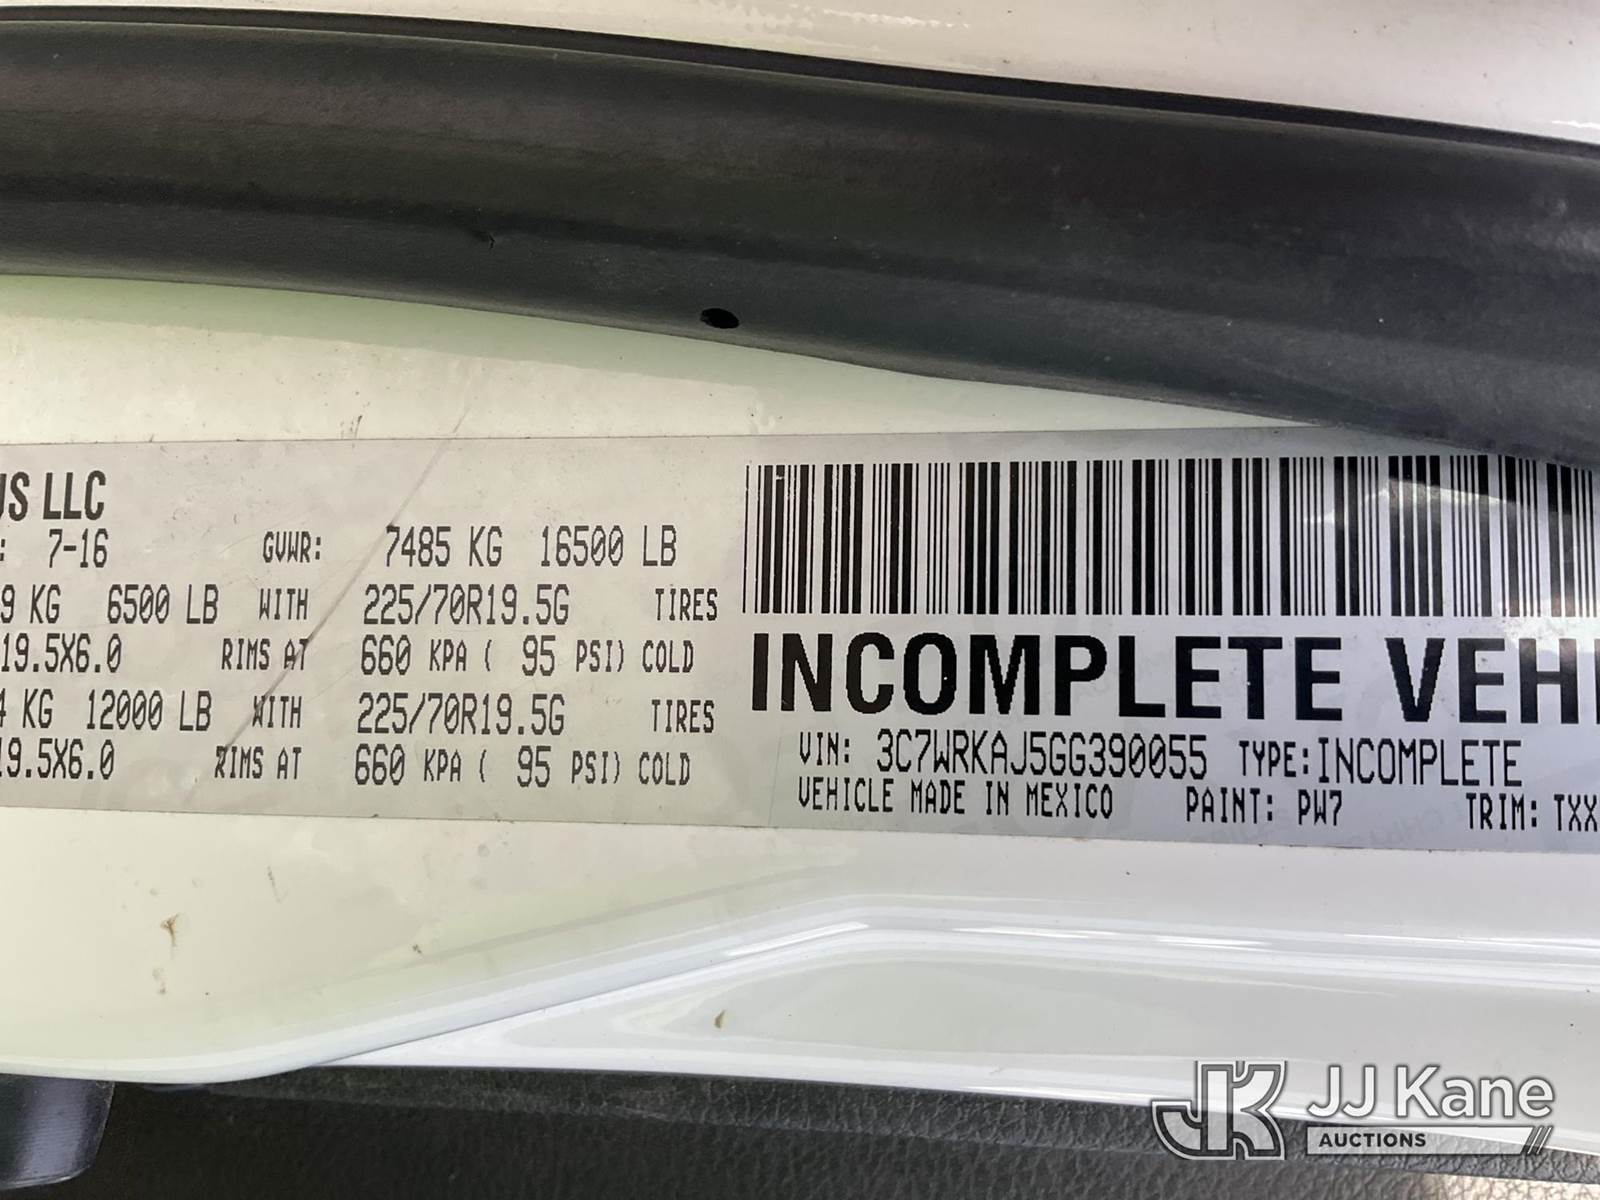 US LLC
: 7-16 GVWR: 7485 KG 16500 LB
9 KG 6500 LB WITH 225/70R19.5G TIRES
19.5X6.0 RIMS AT 660 KPA ( 95 PSI) COLD
4 KG 12000 LB WITH 225/70R19.5G TIRES
19.5X6.0 RIMS AT 660 KPA ( 95 PSI) COLD
INCOMPLETE VEHI
VIN: 3C7WRKAJ5GG390055 TYPE:INCOMPLETE
VEHICLE MADE IN MEXICO PAINT: PW7 TRIM: TXX
JK JJ Kane
AUCTIONS